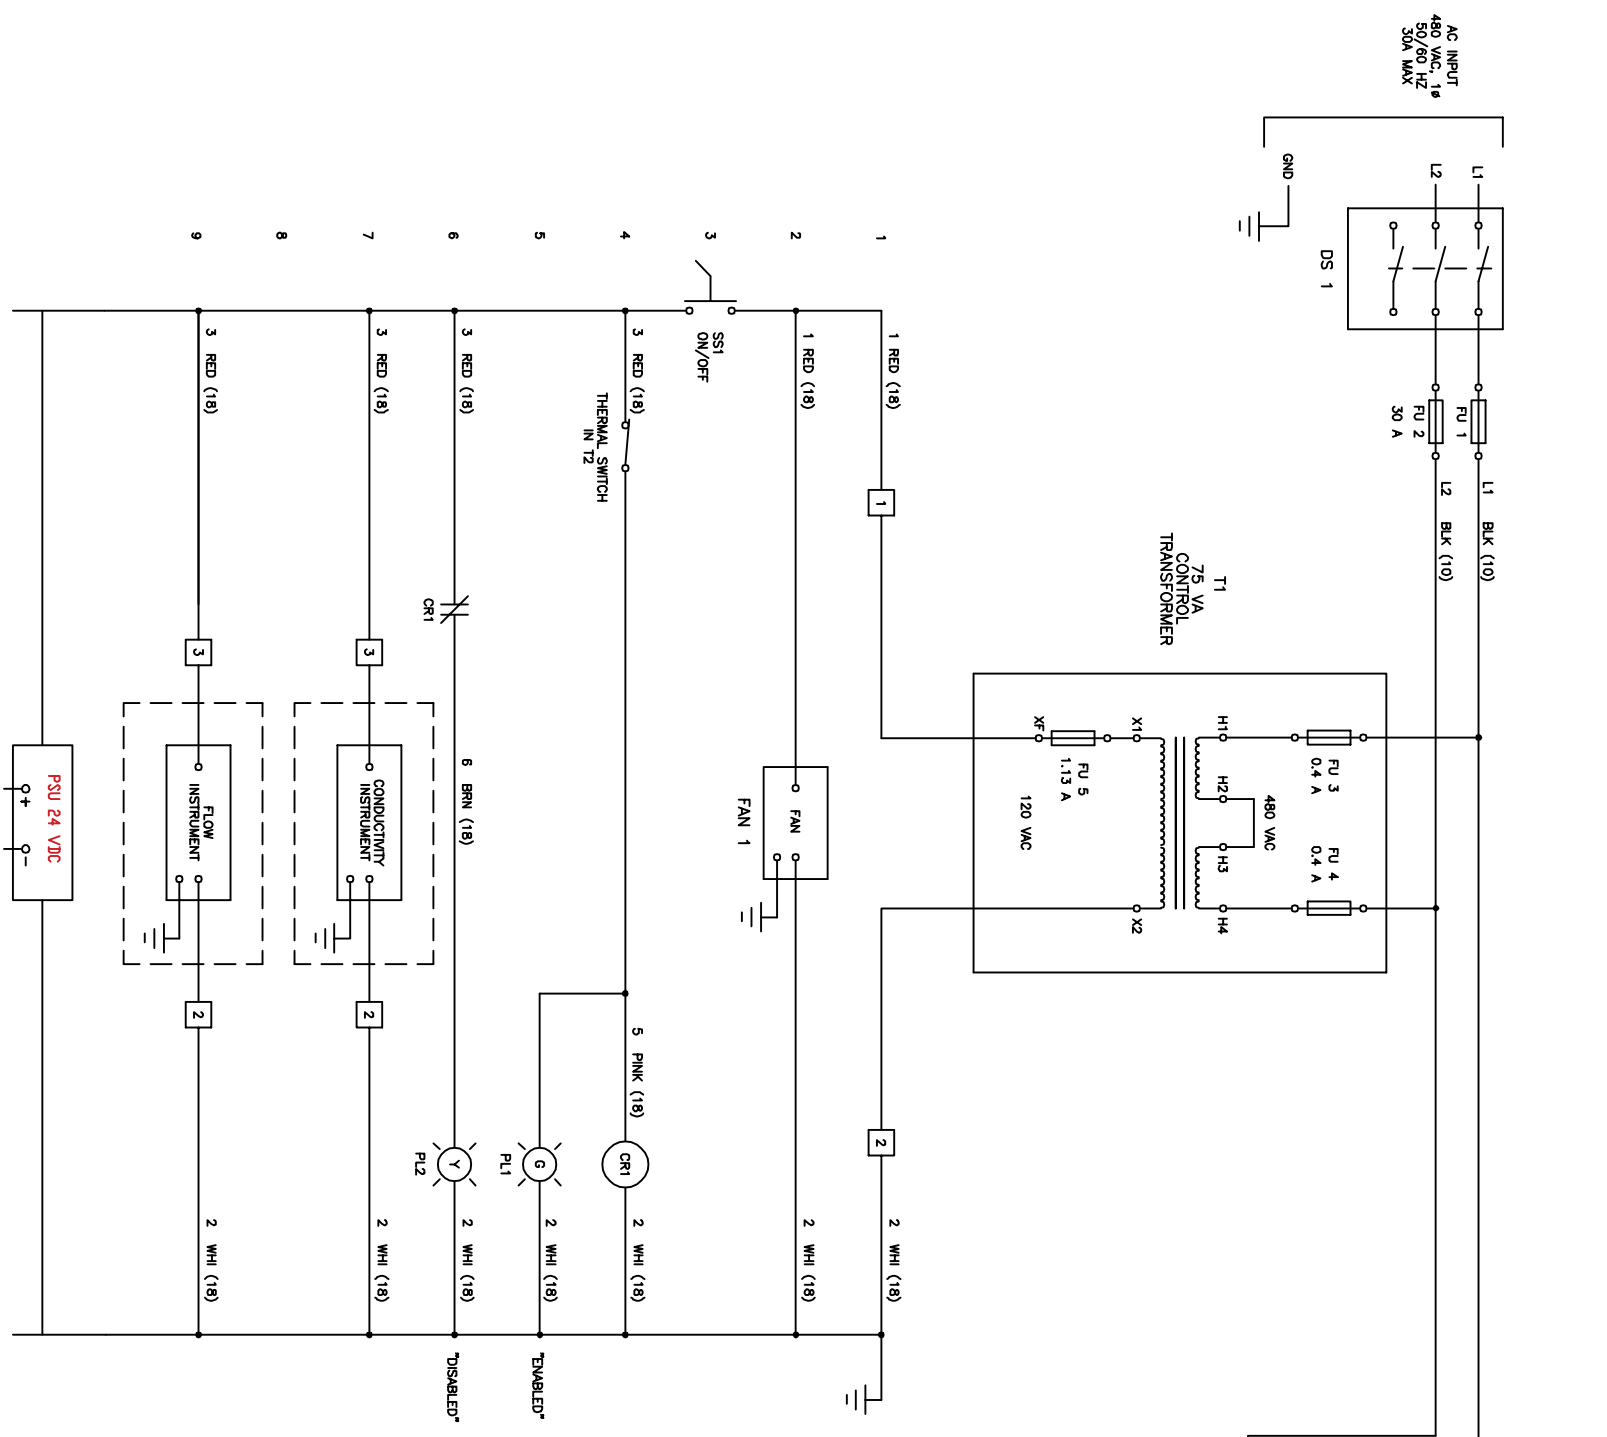 AC INPUT
480 VAC, 1ø
50/60 HZ
30A MAX
GND
L2
L1
DS 1
FU 1
FU 2
30 A
L1 BLK (10)
L2 BLK (10)
T1
75 VA
CONTROL
TRANSFORMER
H1
H2
H3
H4
480 VAC
FU 3
0.4 A
FU 4
0.4 A
X1
XF
FU 5
1.13 A
120 VAC
X2
1
1 RED (18)
1
2
2 WHI (18)
2
1 RED (18)
FAN
FAN 1
2 WHI (18)
3
SS1
ON/OFF
4
3 RED (18)
THERMAL SWITCH
IN T2
5 PINK (18)
CR1
2 WHI (18)
5
G
PL1
2 WHI (18)
"ENABLED"
6
3 RED (18)
CR1
6 BRN (18)
Y
PL2
2 WHI (18)
"DISABLED"
7
3 RED (18)
3
CONDUCTIVITY
INSTRUMENT
2
2 WHI (18)
8
9
3 RED (18)
3
FLOW
INSTRUMENT
2
2 WHI (18)
PSU 24 VDC
+
-